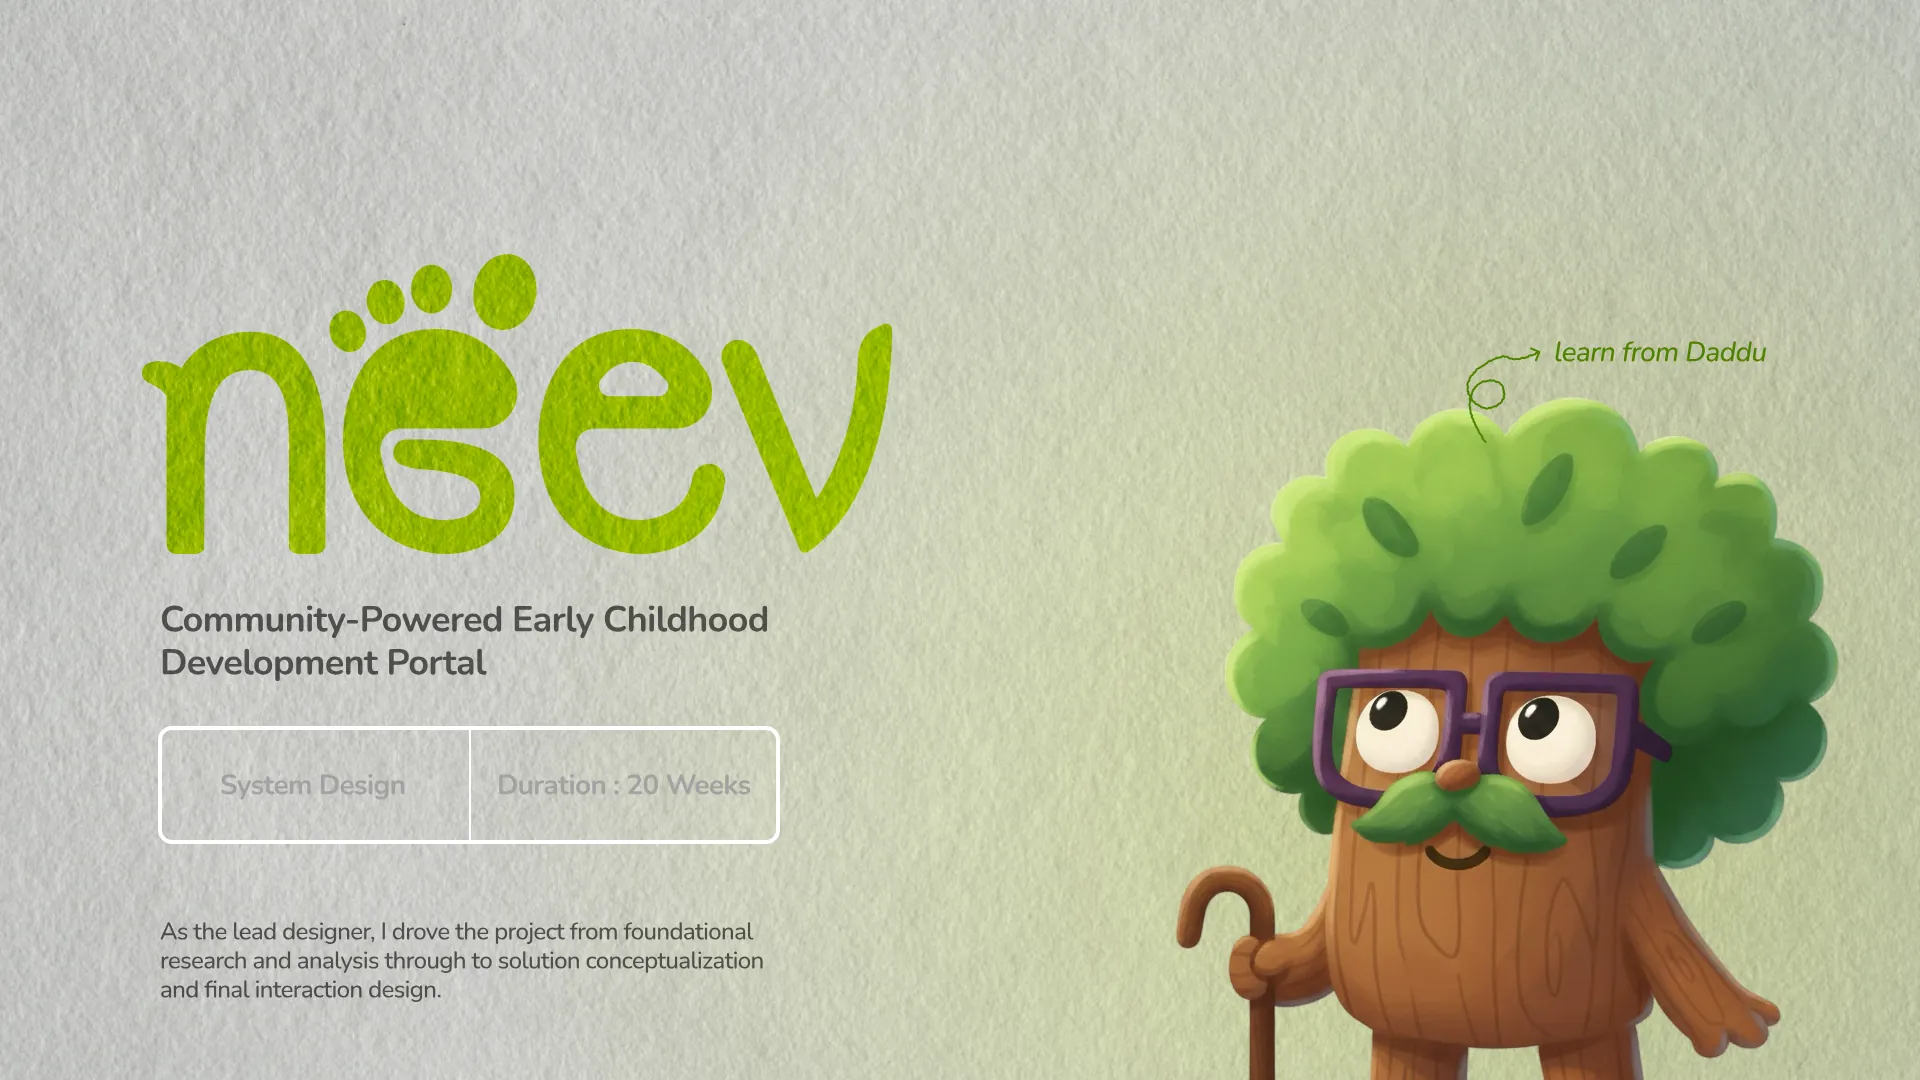 neev
learn from Daddu
Community-Powered Early Childhood
Development Portal
System Design
Duration : 20 Weeks
As the lead designer, I drove the project from foundational
research and analysis through to solution conceptualization
and final interaction design.